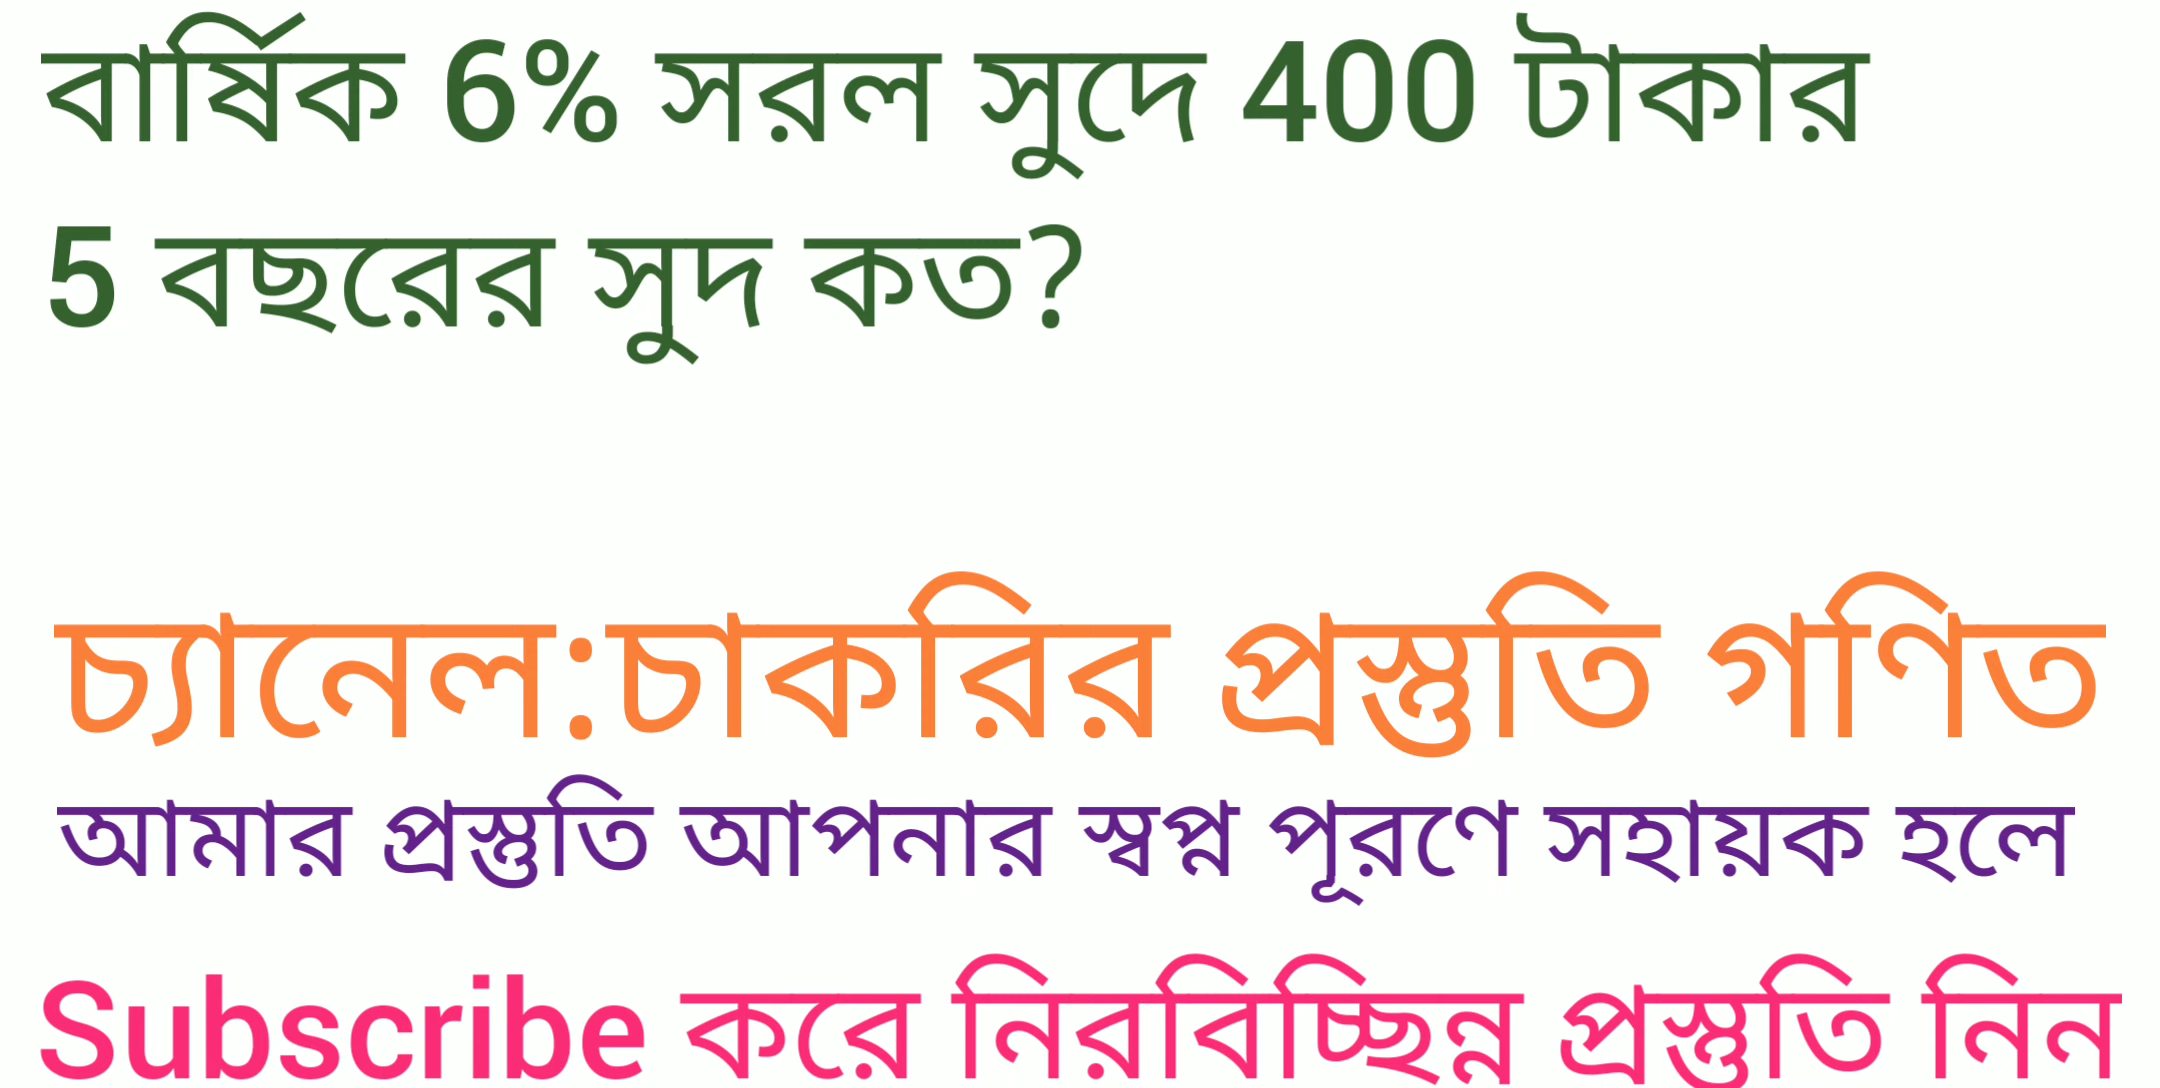 বার্ষিক 6% সরল সুদে 400 টাকার
5 বছরের সুদ কত?
চ্যানেল:চাকরির প্রস্তুতি গণিত
আমার প্রস্তুতি আপনার স্বপ্ন পূরণে সহায়ক হলে
Subscribe করে নিরবিচ্ছিন্ন প্রস্তুতি নিন